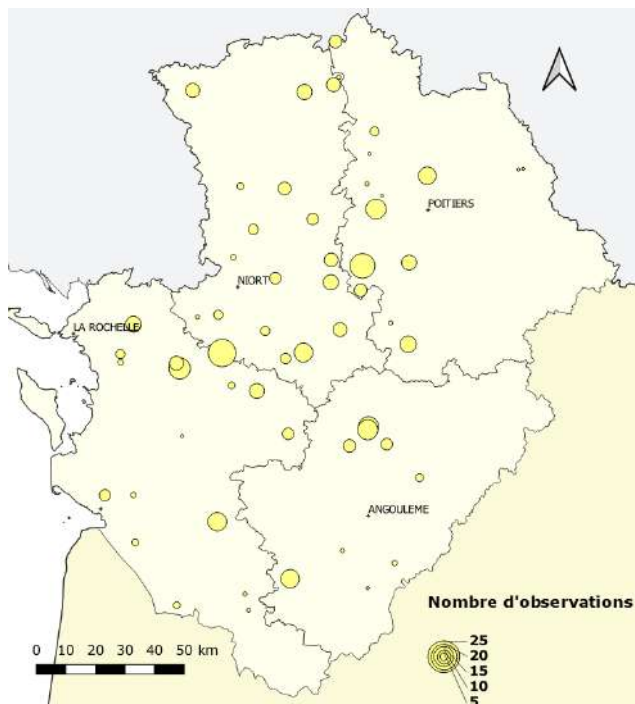 POITIERS
NIORT
LA ROCHELLE
ANGOULEME
Nombre d'observations
25
20
15
10
5
0 10 20 30 40 50 km